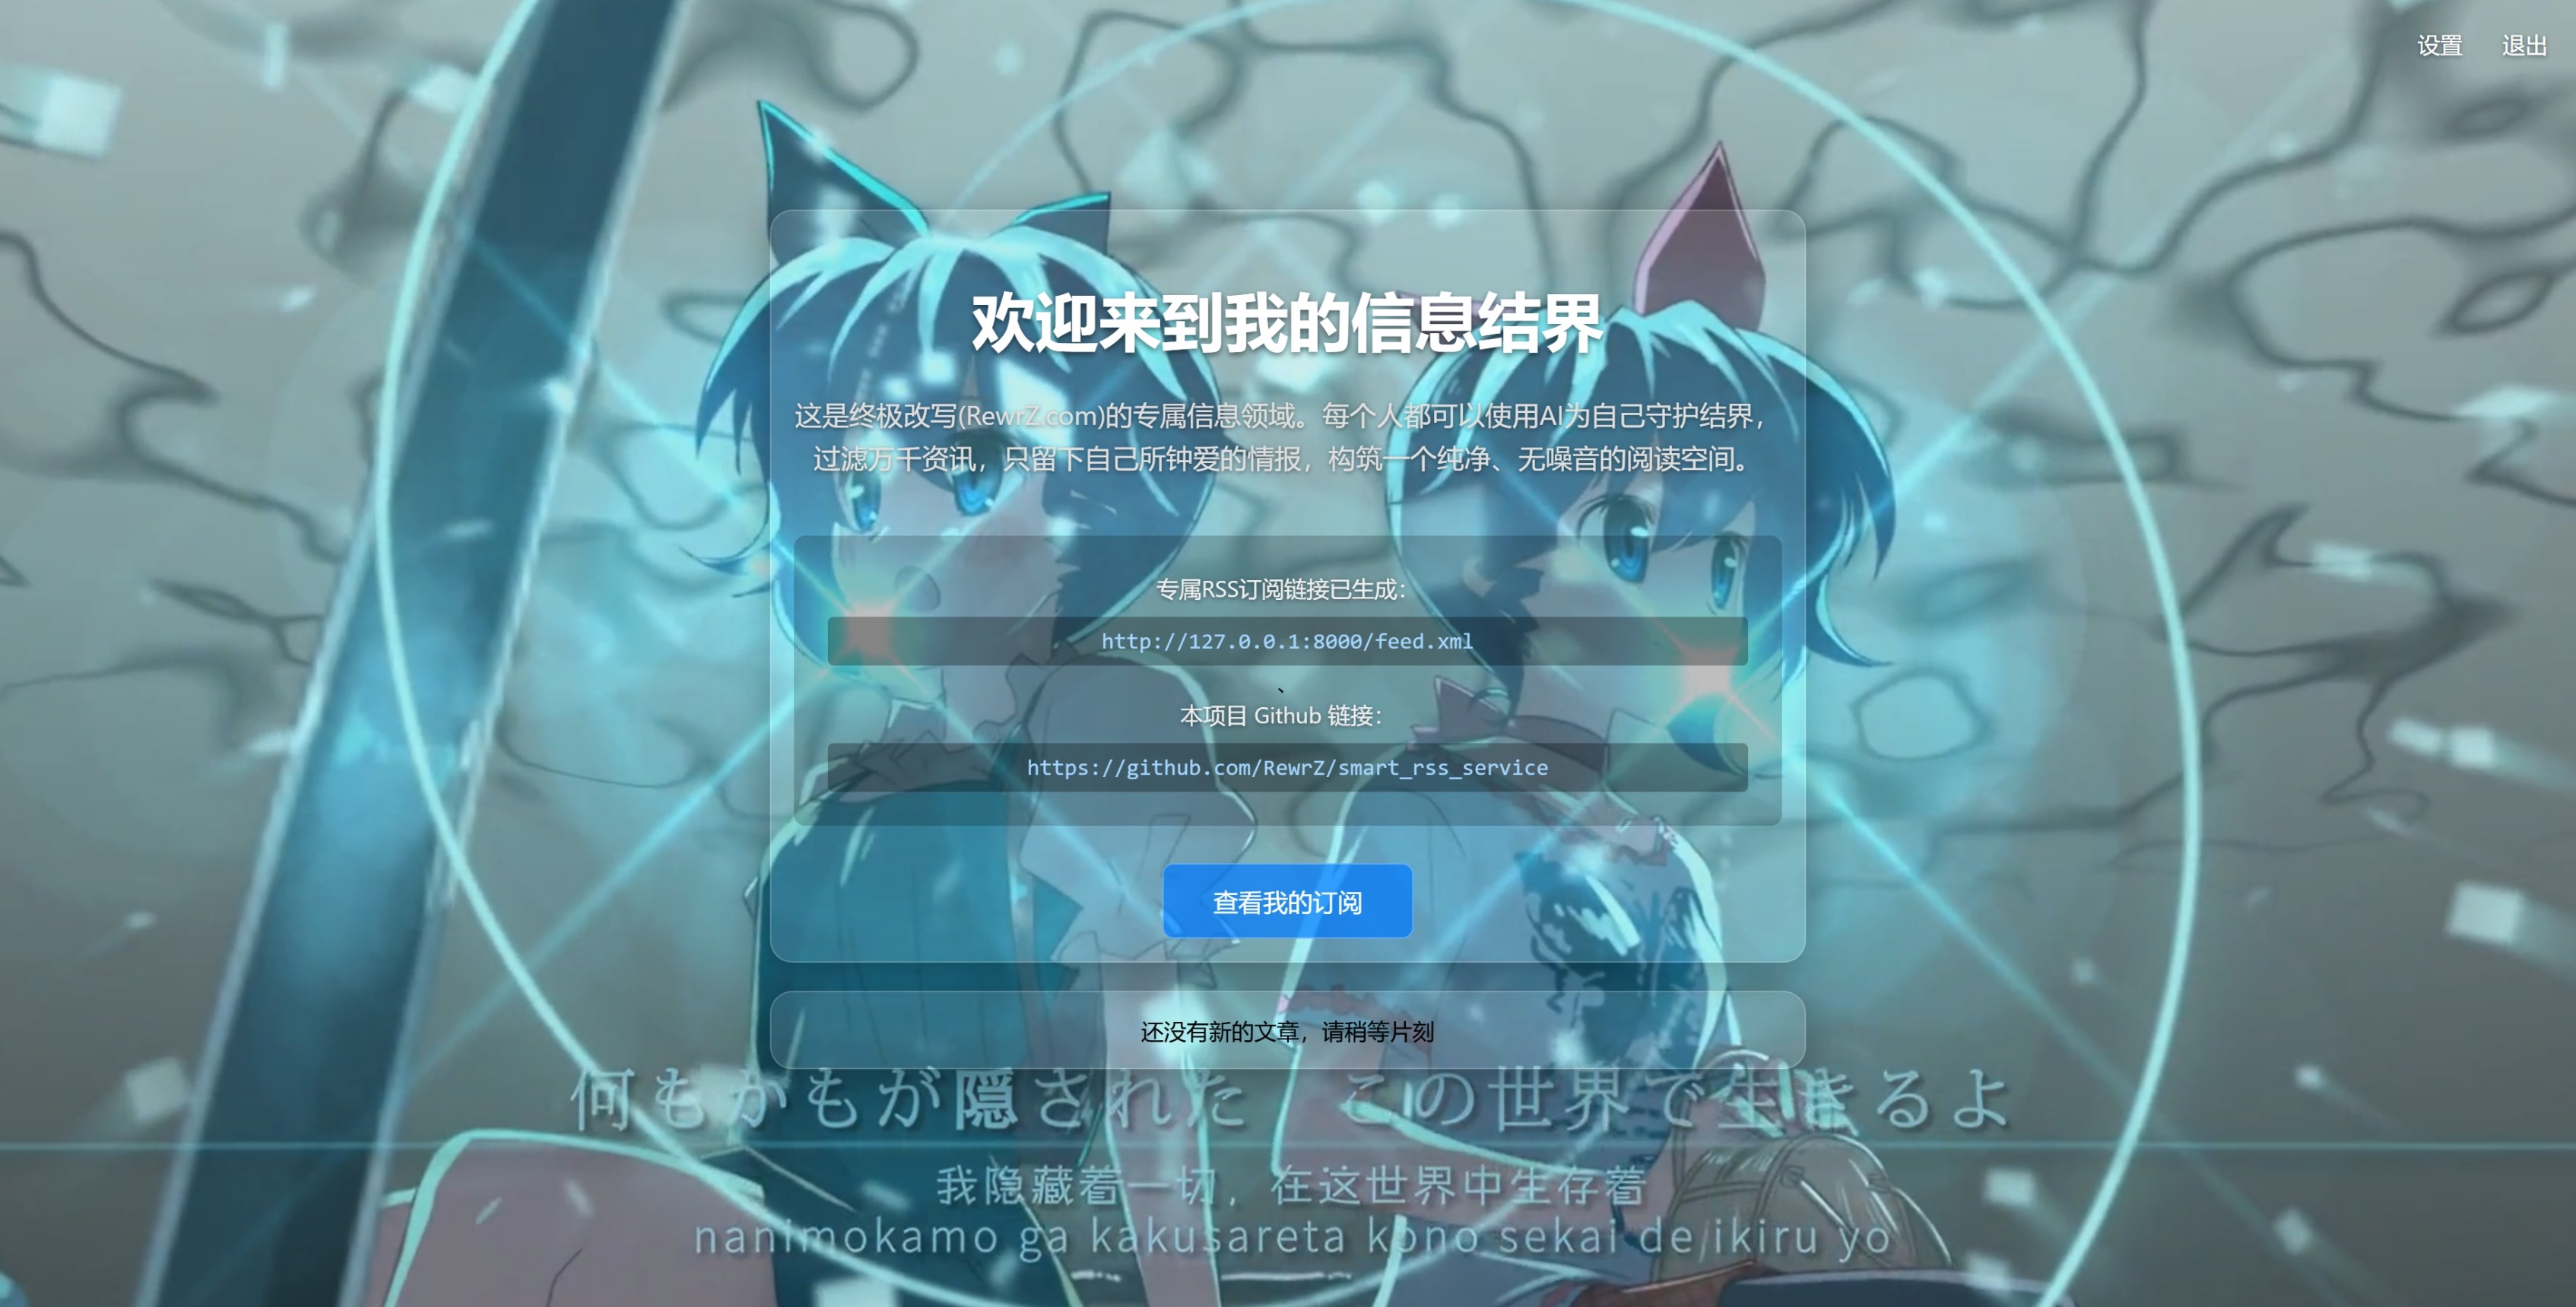 设置 退出
欢迎来到我的信息结界
这是终极改写(RewrZ.com)的专属信息领域。每个人都可以使用AI为自己守护结界，
过滤万千资讯，只留下自己所钟爱的情报，构筑一个纯净、无噪音的阅读空间。
专属RSS订阅链接已生成：
http://127.0.0.1:8000/feed.xml
、
本项目 Github 链接：
https://github.com/RewrZ/smart_rss_service
查看我的订阅
还没有新的文章，请稍等片刻
何もかもが隠された この世界で生きるよ
我隐藏着一切，在这世界中生存着
nanimokamo ga kakusareta kono sekai de ikiru yo